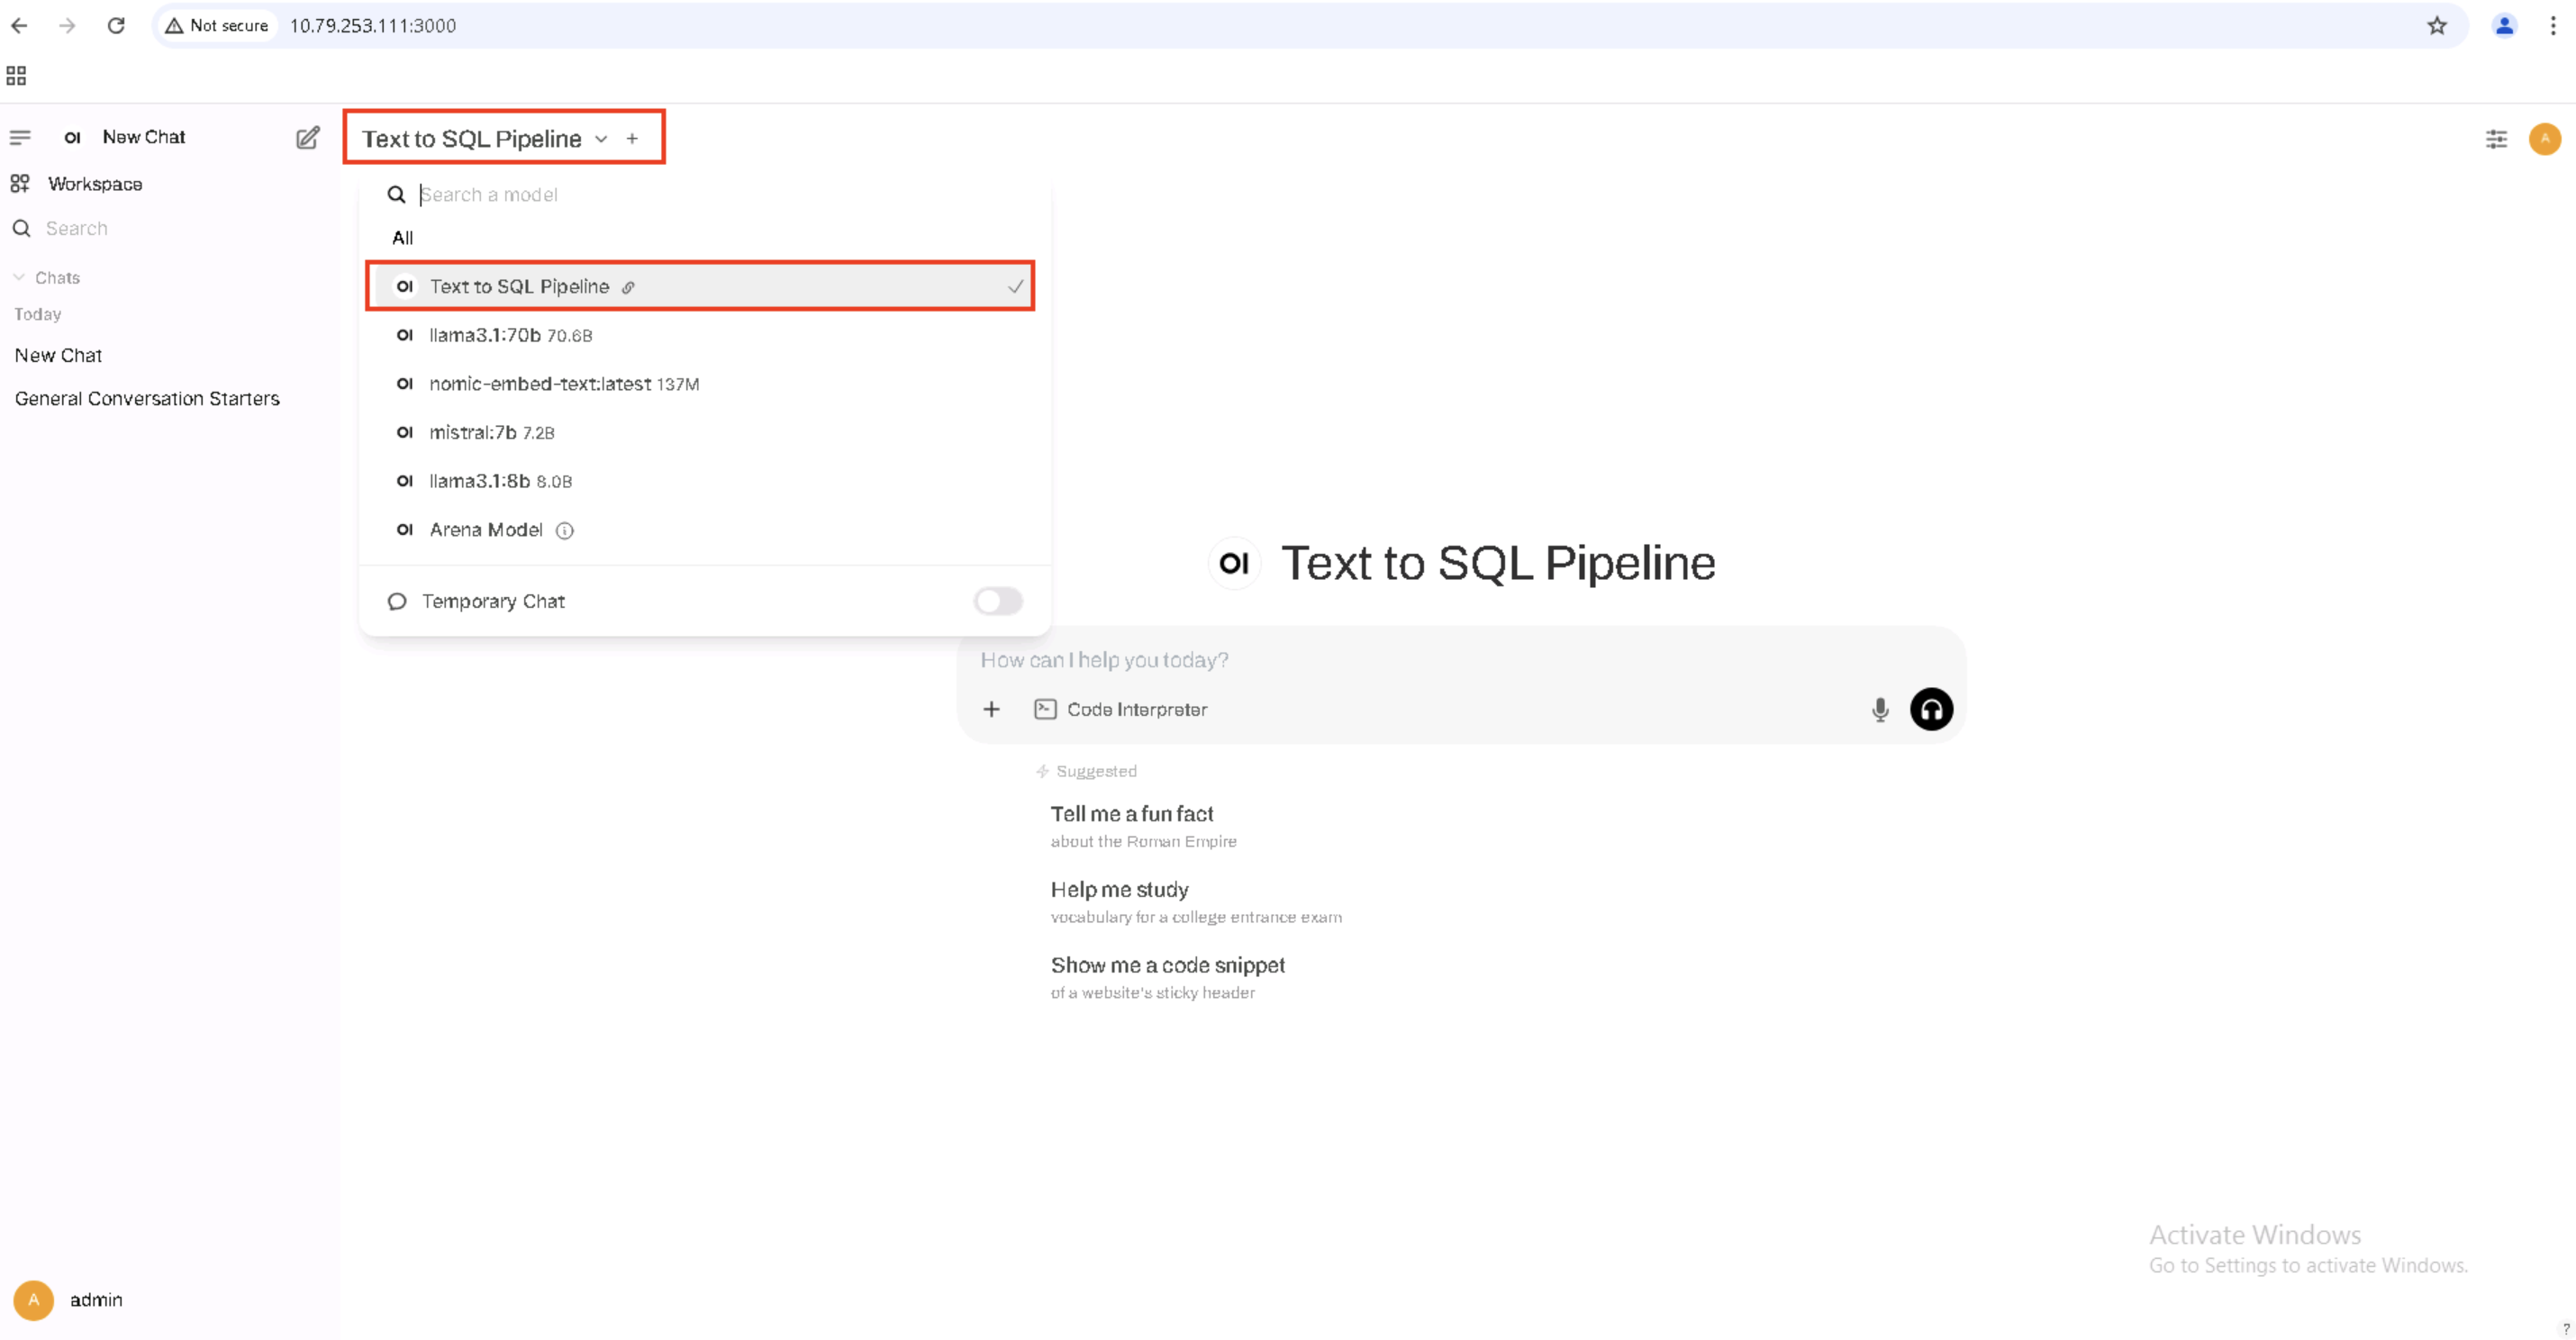 Not secure 10.79.253.111:3000
OI New Chat
Workspace
Search
Chats
Today
New Chat
General Conversation Starters
Text to SQL Pipeline
Search a model
All
OI Text to SQL Pipeline
OI llama3.1:70b 70.6B
OI nomic-embed-text:latest 137M
OI mistral:7b 7.2B
OI llama3.1:8b 8.0B
OI Arena Model
Temporary Chat
OI Text to SQL Pipeline
How can I help you today?
Code Interpreter
Suggested
Tell me a fun fact
about the Roman Empire
Help me study
vocabulary for a college entrance exam
Show me a code snippet
of a website's sticky header
Activate Windows
Go to Settings to activate Windows.
A admin
A
?